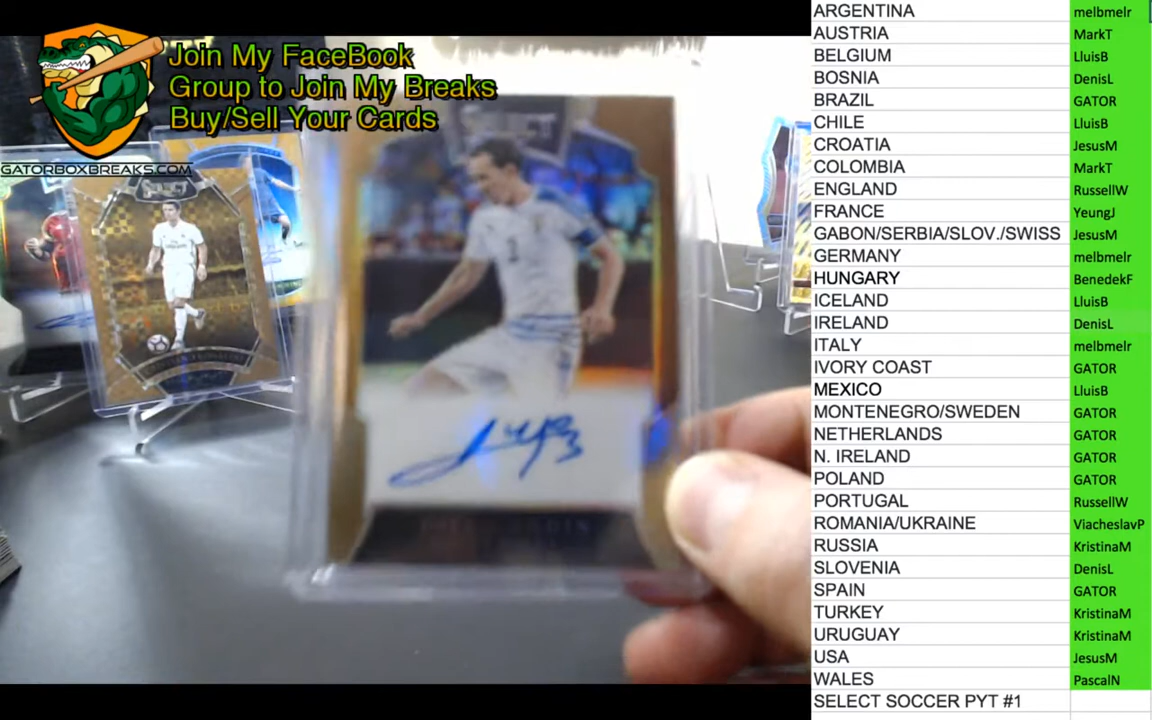 Join My FaceBook
Group to Join My Breaks
Buy/Sell Your Cards
GATORBOXBREAKS.COM
SELECT
ARGENTINA melbmelr
AUSTRIA MarkT
BELGIUM LluisB
BOSNIA DenisL
BRAZIL GATOR
CHILE LluisB
CROATIA JesusM
COLOMBIA MarkT
ENGLAND RussellW
FRANCE YeungJ
GABON/SERBIA/SLOV./SWISS JesusM
GERMANY melbmelr
HUNGARY BenedekF
ICELAND LluisB
IRELAND DenisL
ITALY melbmelr
IVORY COAST GATOR
MEXICO LluisB
MONTENEGRO/SWEDEN GATOR
NETHERLANDS GATOR
N. IRELAND GATOR
POLAND GATOR
PORTUGAL RussellW
ROMANIA/UKRAINE ViacheslavP
RUSSIA KristinaM
SLOVENIA DenisL
SPAIN GATOR
TURKEY KristinaM
URUGUAY KristinaM
USA JesusM
WALES PascalN
SELECT SOCCER PYT #1